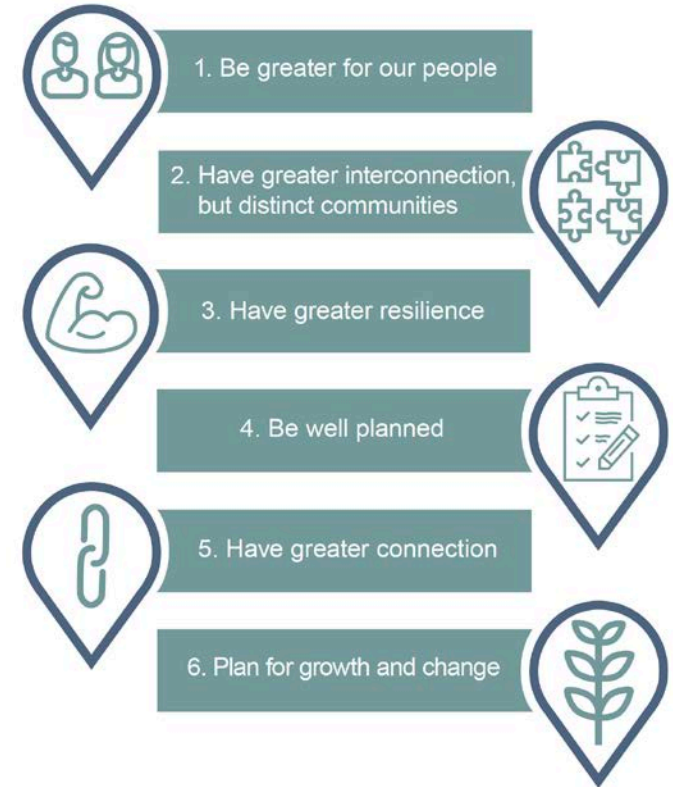 1. Be greater for our people
2. Have greater interconnection,
but distinct communities
3. Have greater resilience
4. Be well planned
5. Have greater connection
6. Plan for growth and change